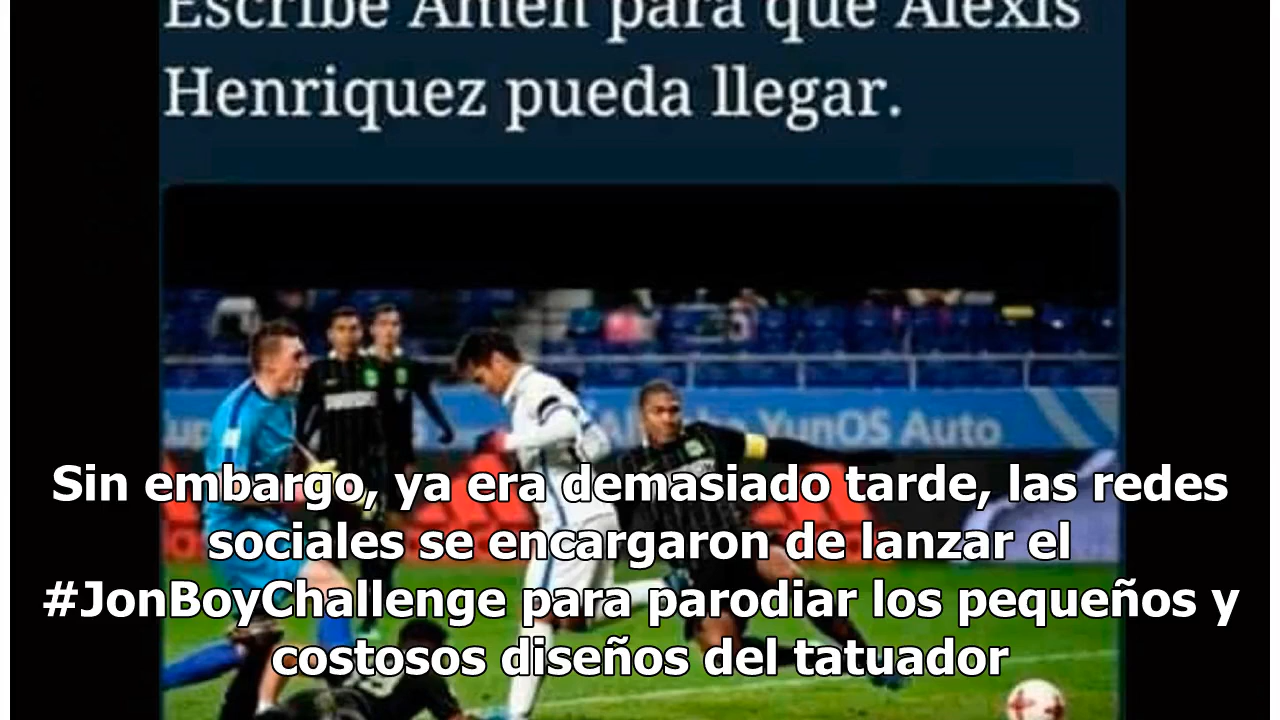 Escribe Amén para que Alexis
Henriquez pueda llegar.
YunOS Auto
Sin embargo, ya era demasiado tarde, las redes
sociales se encargaron de lanzar el
#JonBoyChallenge para parodiar los pequeños y
costosos diseños del tatuador